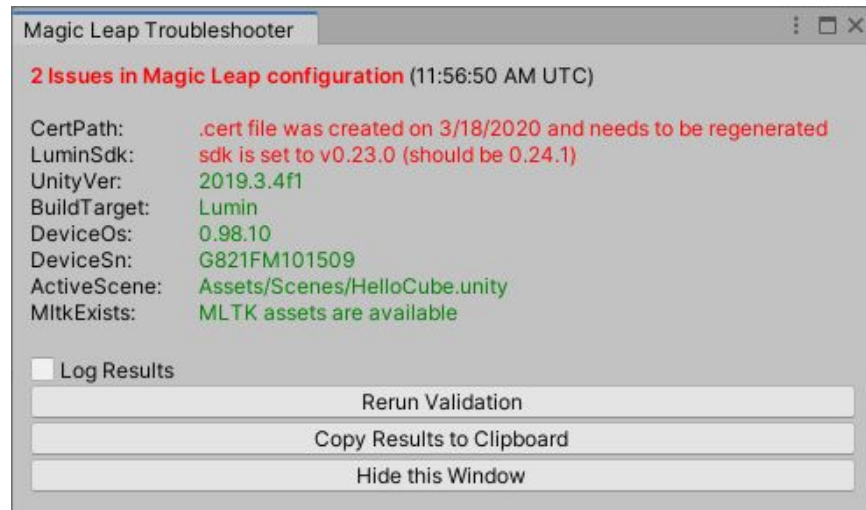 Magic Leap Troubleshooter
2 Issues in Magic Leap configuration (11:56:50 AM UTC)
CertPath: .cert file was created on 3/18/2020 and needs to be regenerated
LuminSdk: sdk is set to v0.23.0 (should be 0.24.1)
UnityVer: 2019.3.4f1
BuildTarget: Lumin
DeviceOs: 0.98.10
DeviceSn: G821FM101509
ActiveScene: Assets/Scenes/HelloCube.unity
MltkExists: MLTK assets are available
Log Results
Rerun Validation
Copy Results to Clipboard
Hide this Window